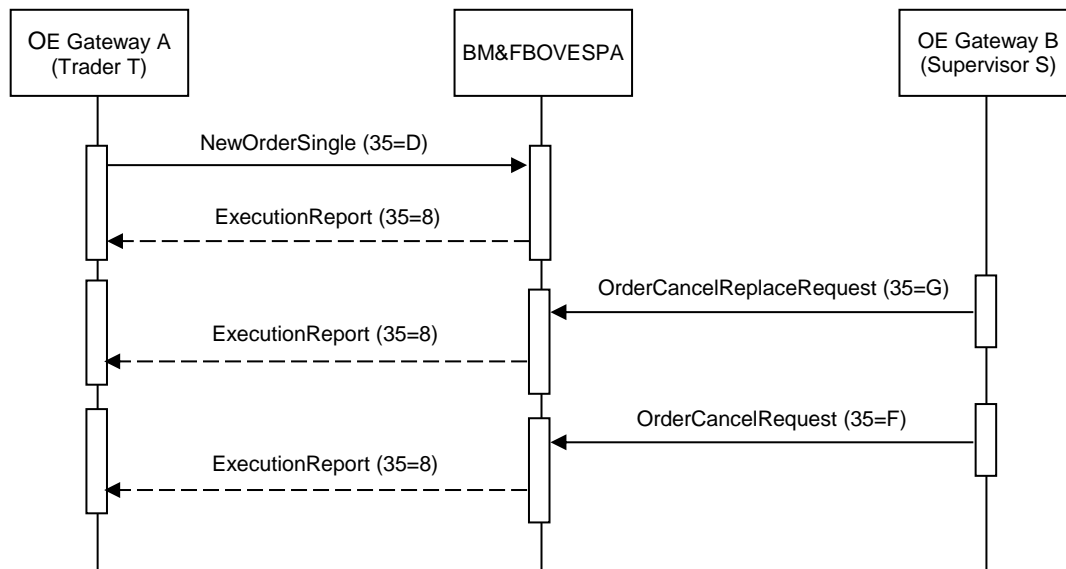 OE Gateway A
(Trader T)
BM&FBOVESPA
OE Gateway B
(Supervisor S)
NewOrderSingle (35=D)
ExecutionReport (35=8)
OrderCancelReplaceRequest (35=G)
ExecutionReport (35=8)
OrderCancelRequest (35=F)
ExecutionReport (35=8)